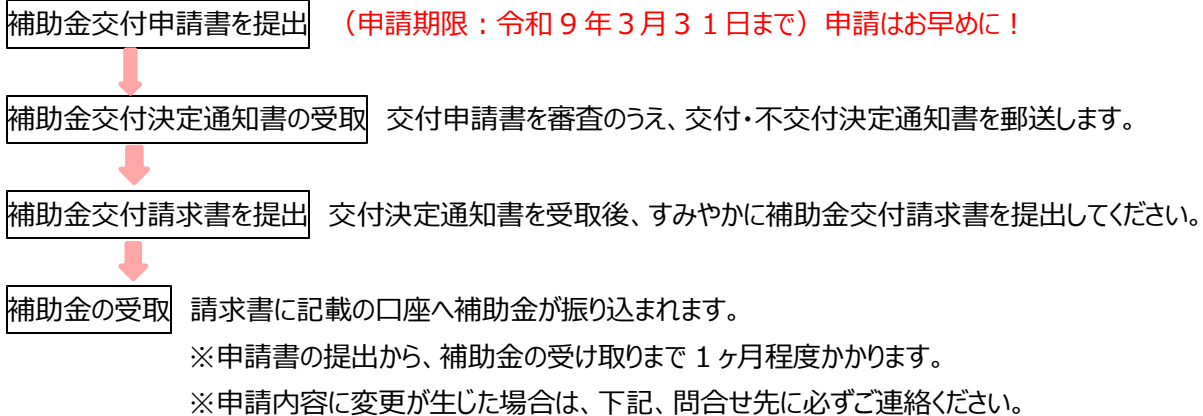 補助金交付申請書を提出 （申請期限：令和９年３月３１日まで）申請はお早めに！
補助金交付決定通知書の受取 交付申請書を審査のうえ、交付・不交付決定通知書を郵送します。
補助金交付請求書を提出 交付決定通知書を受取後、すみやかに補助金交付請求書を提出してください。
補助金の受取 請求書に記載の口座へ補助金が振り込まれます。
※申請書の提出から、補助金の受け取りまで１ヶ月程度かかります。
※申請内容に変更が生じた場合は、下記、問合せ先に必ずご連絡ください。